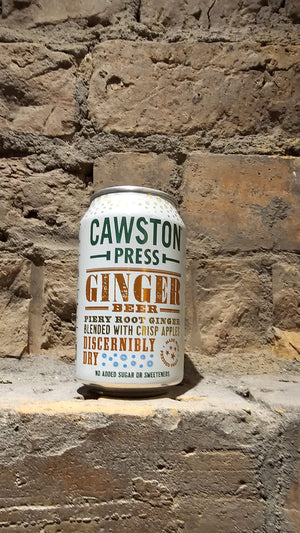 CAWSTON
PRESS
GINGER
BEER
FIERY ROOT GINGER
BLENDED WITH CRISP APPLES
DISCERNIBLY
DRY
NO ADDED SUGAR OR SWEETENERS